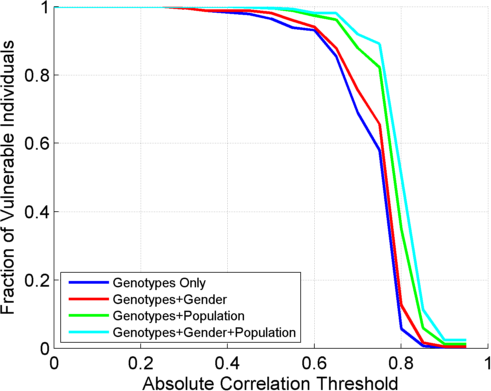 1
0.8
0.6
0.4
0.2
0
Fraction of Vulnerable Individuals
Genotypes Only
Genotypes+Gender
Genotypes+Population
Genotypes+Gender+Population
0 0.2 0.4 0.6 0.8 1
Absolute Correlation Threshold